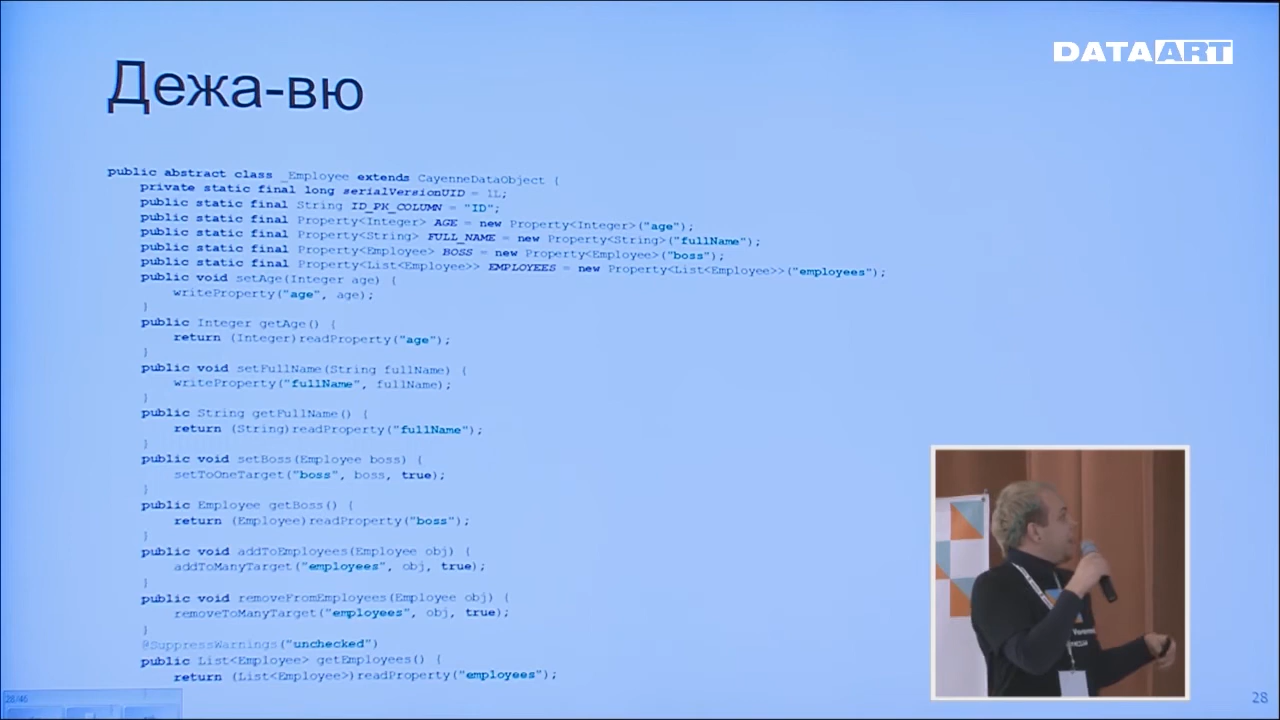 DATAART
Дежа-вю
public abstract class _Employee extends CayenneDataObject {
private static final long serialVersionUID = 1L;
public static final String ID_PK_COLUMN = "ID";
public static final Property<Integer> AGE = new Property<Integer>("age");
public static final Property<String> FULL_NAME = new Property<String>("fullName");
public static final Property<Employee> BOSS = new Property<Employee>("boss");
public static final Property<List<Employee>> EMPLOYEES = new Property<List<Employee>>("employees");
public void setAge(Integer age) {
writeProperty("age", age);
}
public Integer getAge() {
return (Integer)readProperty("age");
}
public void setFullName(String fullName) {
writeProperty("fullName", fullName);
}
public String getFullName() {
return (String)readProperty("fullName");
}
public void setBoss(Employee boss) {
setToOneTarget("boss", boss, true);
}
public Employee getBoss() {
return (Employee)readProperty("boss");
}
public void addToEmployees(Employee obj) {
addToManyTarget("employees", obj, true);
}
public void removeFromEmployees(Employee obj) {
removeToManyTarget("employees", obj, true);
}
@SuppressWarnings("unchecked")
public List<Employee> getEmployees() {
return (List<Employee>)readProperty("employees");
28/46
28